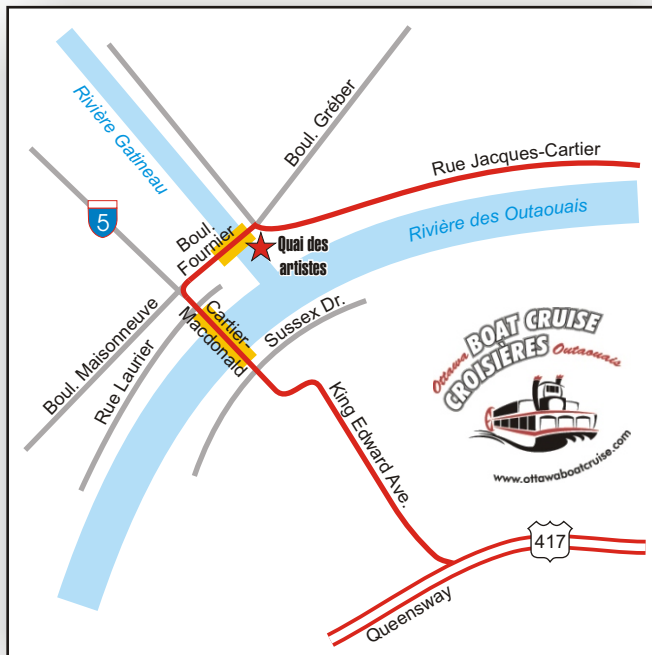 Rivière Gatineau
Boul. Gréber
Rue Jacques-Cartier
5
Boul.
Fournier
Quai des
artistes
Rivière des Outaouais
Boul. Maisonneuve
Rue Laurier
Cartier-
Macdonald
Sussex Dr.
King Edward Ave.
Ottawa BOAT CRUISE
CROISIÈRES Outaouais
www.ottawaboatcruise.com
417
Queensway